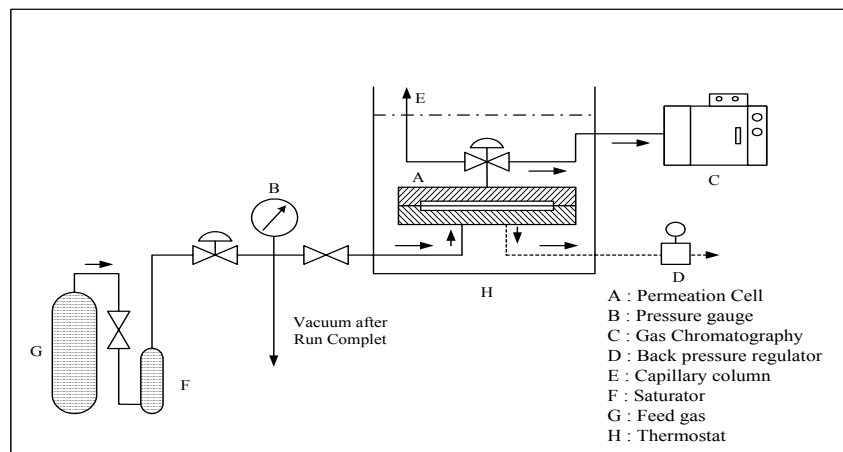 E
A
B
C
D
H
G
F
Vacuum after
Run Complet
A : Permeation Cell
B : Pressure gauge
C : Gas Chromatography
D : Back pressure regulator
E : Capillary column
F : Saturator
G : Feed gas
H : Thermostat